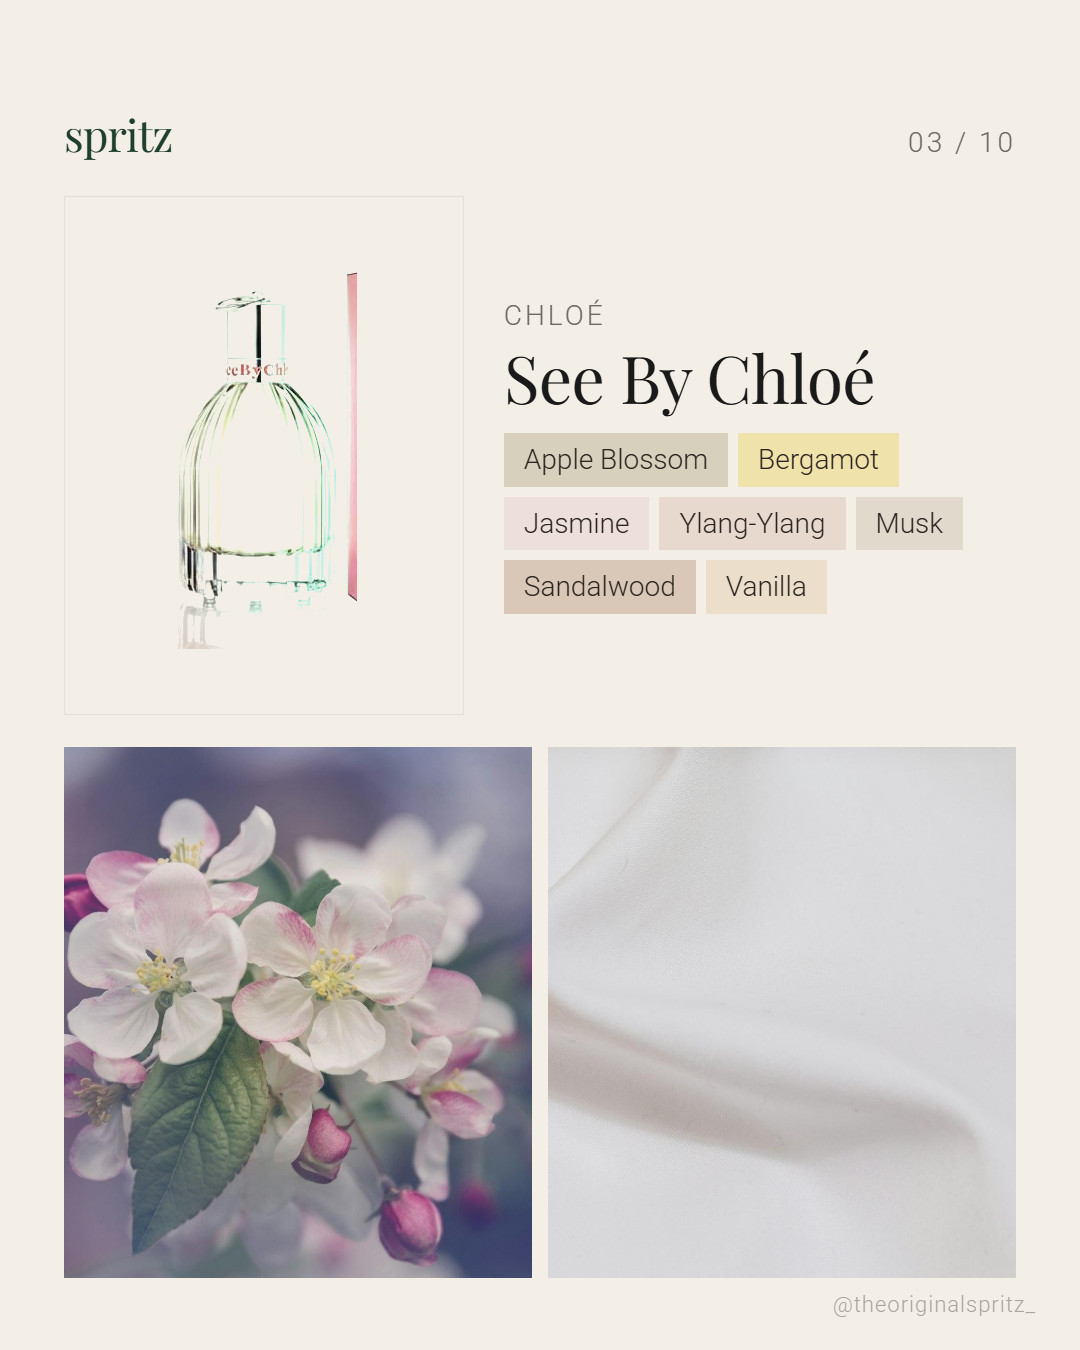 spritz
03 / 10
CHLOÉ
See By Chloé
Apple Blossom
Bergamot
Jasmine
Ylang-Ylang
Musk
Sandalwood
Vanilla
@theoriginalspritz_